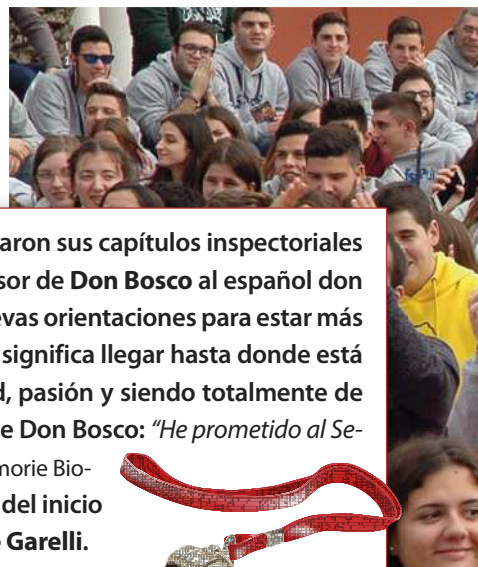 aron sus capítulos inspectoriales
sor de Don Bosco al español don
evas orientaciones para estar más
significa llegar hasta donde está
d, pasión y siendo totalmente de
e Don Bosco: "He prometido al Se-
morie Bio-
del inicio
Garelli.